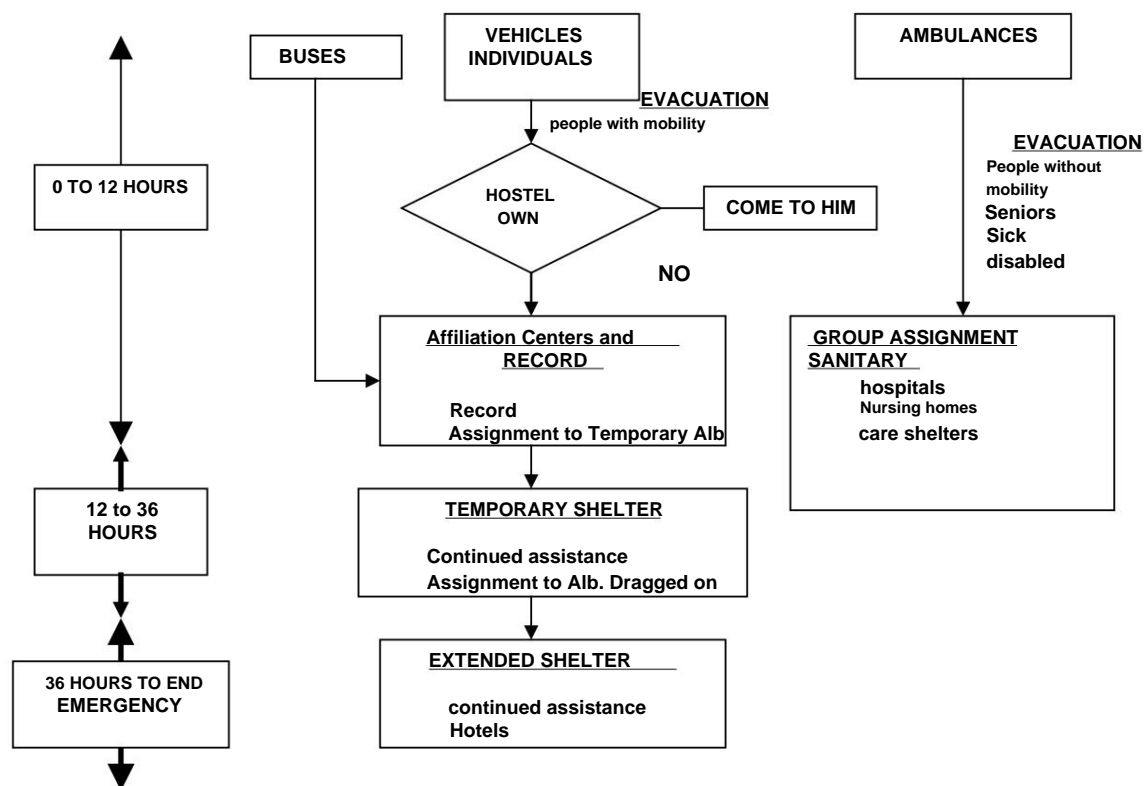 BUSES
VEHICLES
INDIVIDUALS
AMBULANCES
EVACUATION
people with mobility
EVACUATION
People without
mobility
Seniors
Sick
disabled
0 TO 12 HOURS
HOSTEL
OWN
COME TO HIM
NO
Affiliation Centers and
RECORD
Record
Assignment to Temporary Alb
GROUP ASSIGNMENT
SANITARY
hospitals
Nursing homes
care shelters
12 to 36
HOURS
TEMPORARY SHELTER
Continued assistance
Assignment to Alb. Dragged on
36 HOURS TO END
EMERGENCY
EXTENDED SHELTER
continued assistance
Hotels